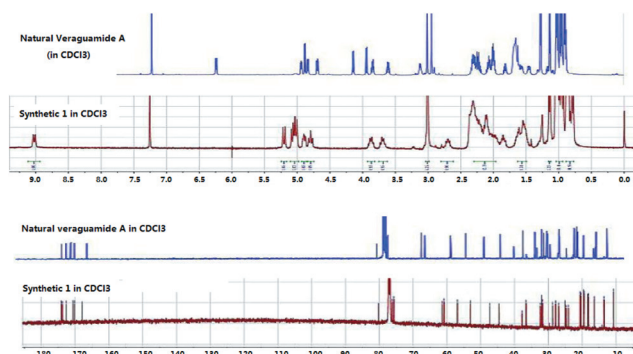 Natural Veraguamide A
(in CDCl3)
Synthetic 1 in CDCl3
9.0 8.5 8.0 7.5 7.0 6.5 6.0 5.5 5.0 4.5 4.0 3.5 3.0 2.5 2.0 1.5 1.0 0.5 0.0
Natural veraguamide A in CDCl3
Synthetic 1 in CDCl3
180 170 160 150 140 130 120 110 100 90 80 70 60 50 40 30 20 10